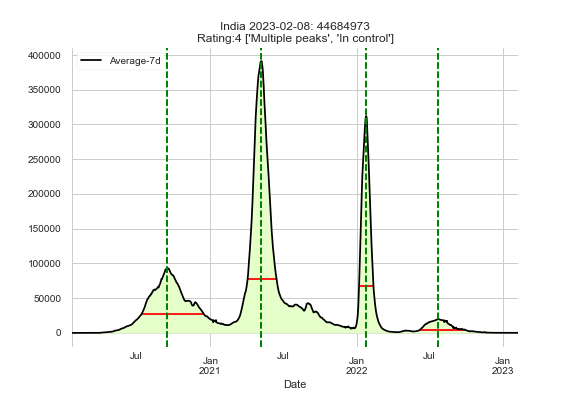 India 2023-02-08: 44684973
Rating:4 ['Multiple peaks', 'In control']
Average-7d
400000
350000
300000
250000
200000
150000
100000
50000
0
Jul
Jan
2021
Jul
Jan
2022
Jul
Jan
2023
Date